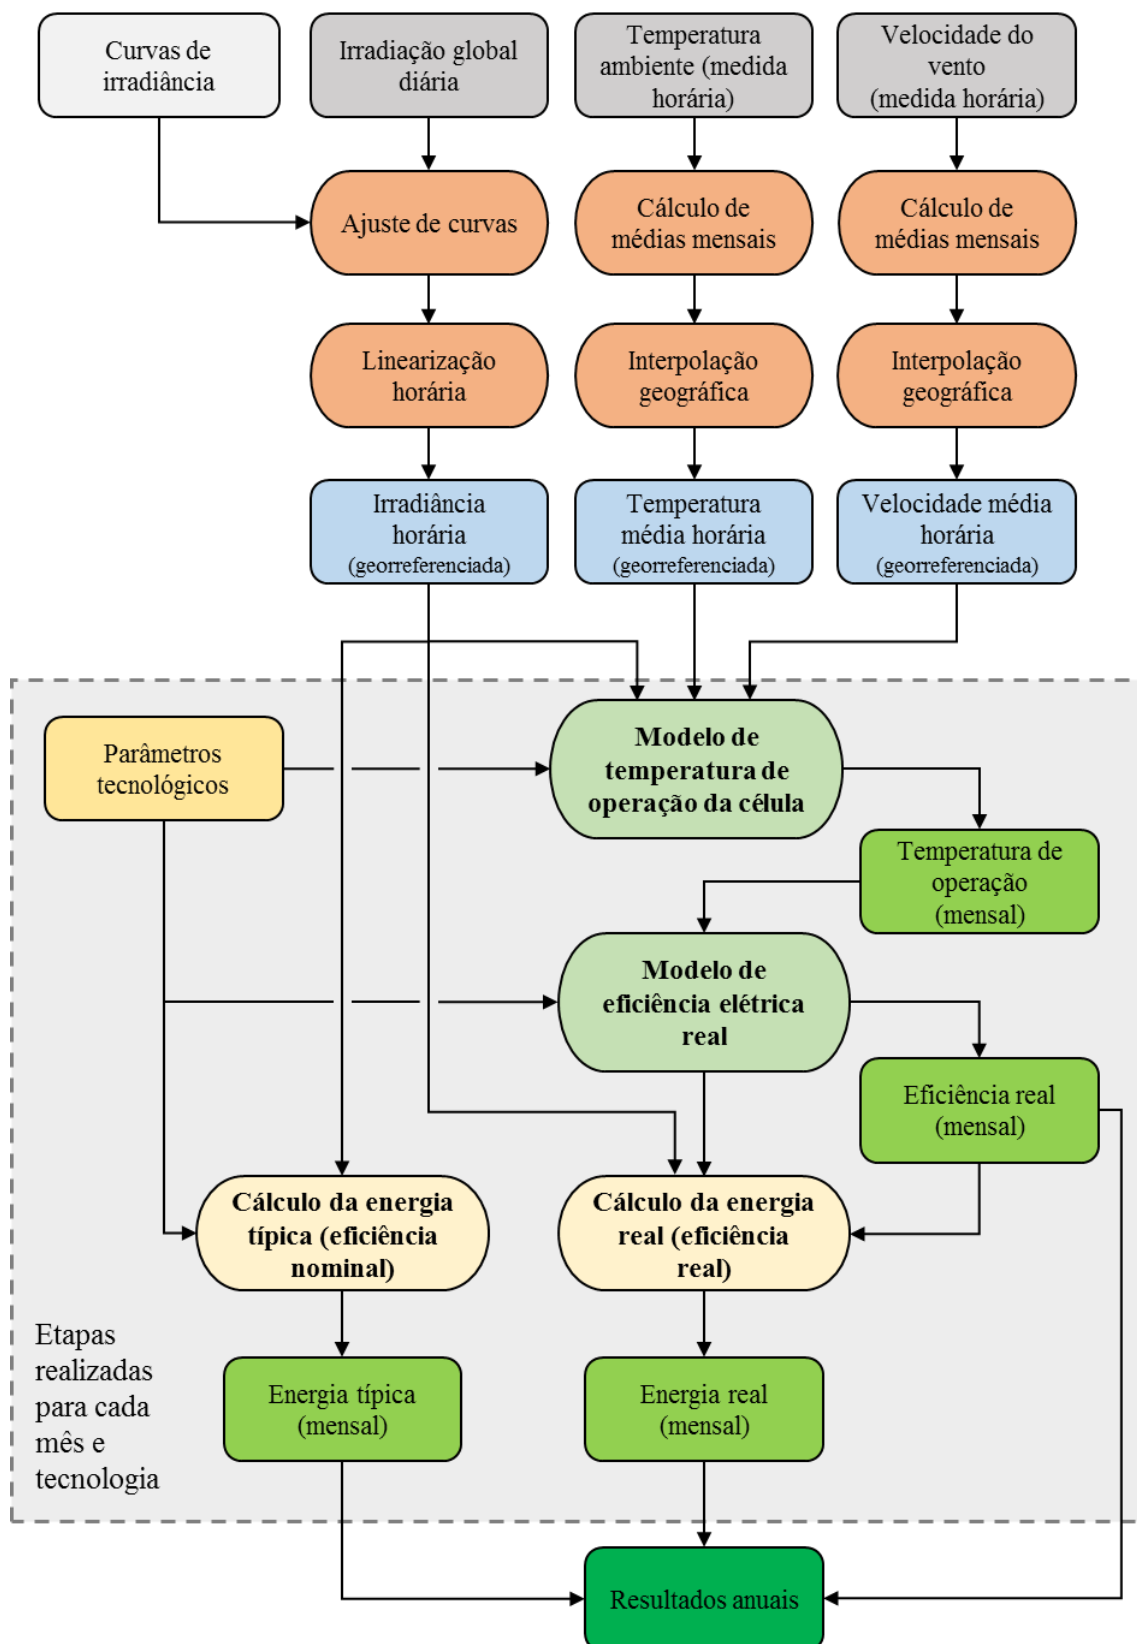 Curvas de
irradiância
Irradiação global
diária
Temperatura
ambiente (medida
horária)
Velocidade do
vento
(medida horária)
Ajuste de curvas
Cálculo de
médias mensais
Cálculo de
médias mensais
Linearização
horária
Interpolação
geográfica
Interpolação
geográfica
Irradiância
horária
(georreferenciada)
Temperatura
média horária
(georreferenciada)
Velocidade média
horária
(georreferenciada)
Parâmetros
tecnológicos
Modelo de
temperatura de
operação da célula
Temperatura de
operação
(mensal)
Modelo de
eficiência elétrica
real
Eficiência real
(mensal)
Cálculo da energia
típica (eficiência
nominal)
Cálculo da energia
real (eficiência
real)
Etapas
realizadas
para cada
mês e
tecnologia
Energia típica
(mensal)
Energia real
(mensal)
Resultados anuais